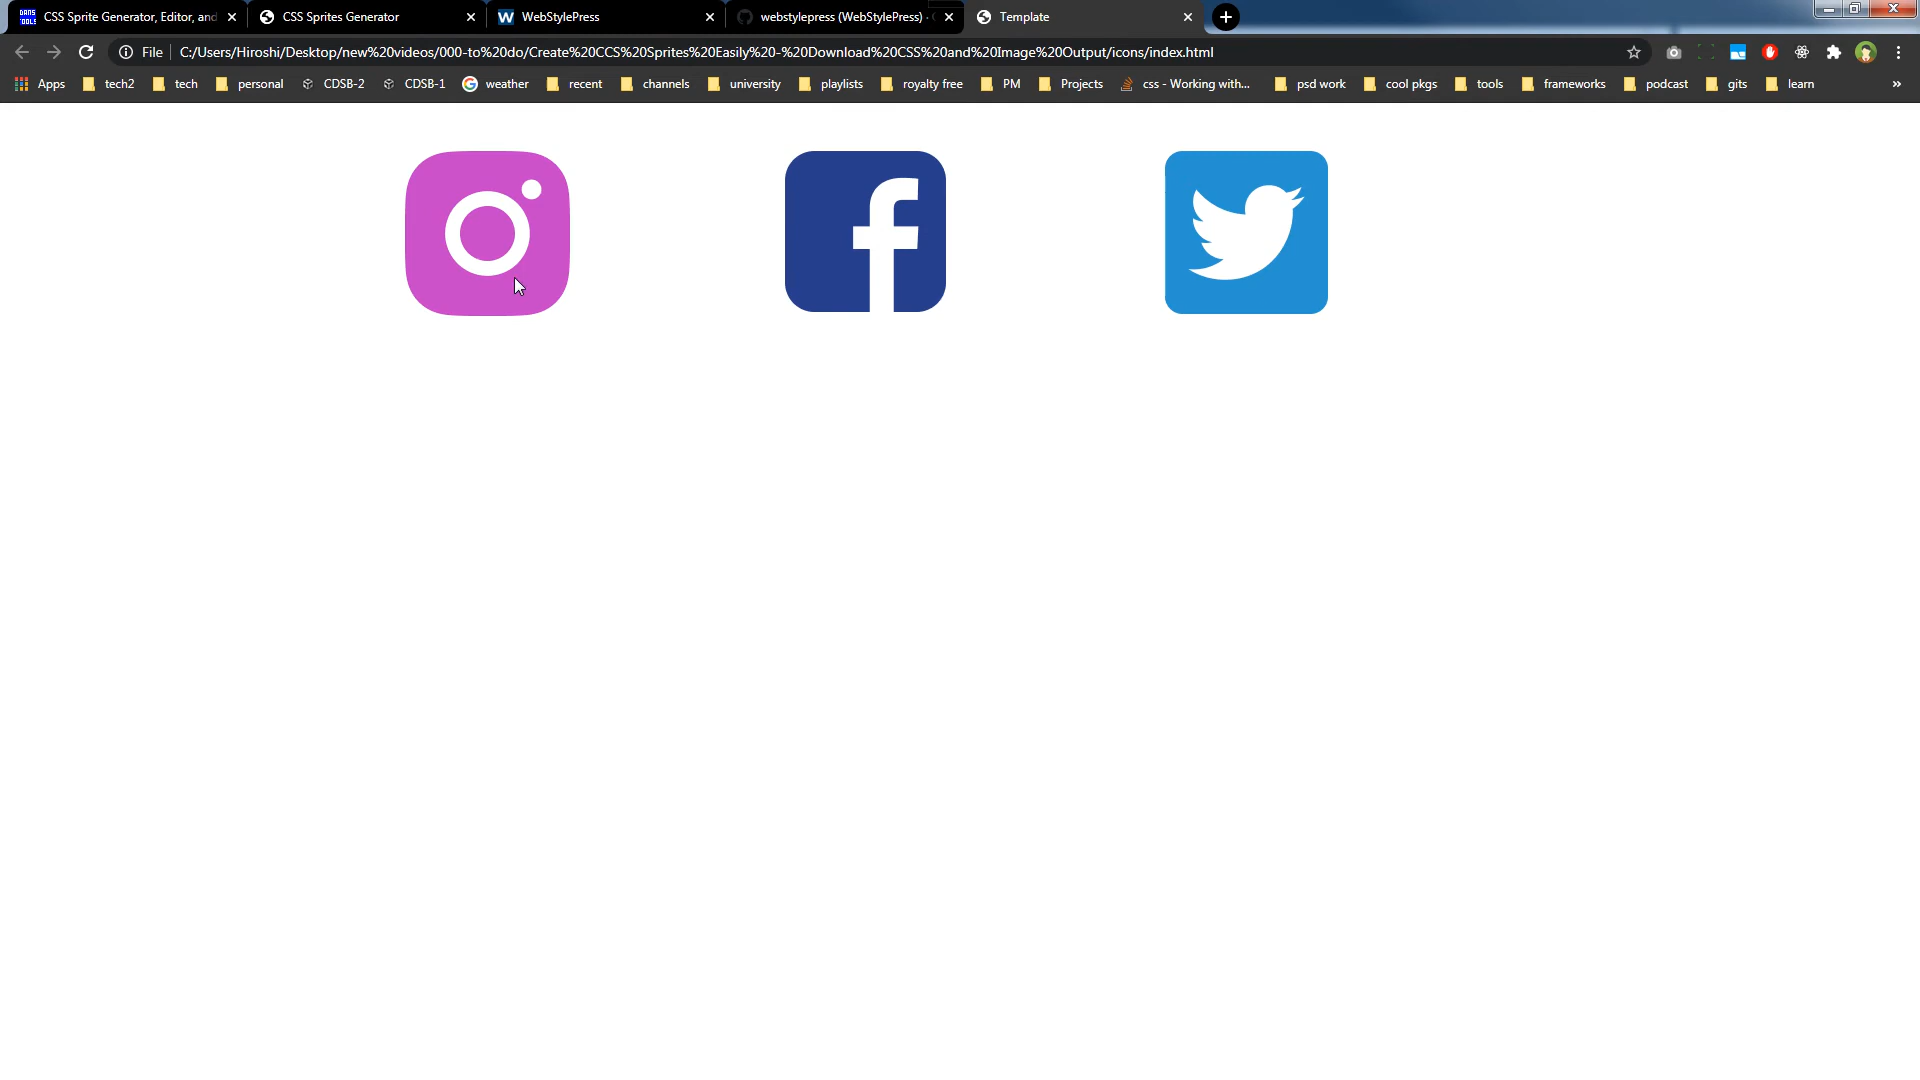 CSS Sprite Generator, Editor, and
CSS Sprites Generator
WebStylePress
webstylepress (WebStylePress) ·
Template
File
C:/Users/Hiroshi/Desktop/new%20videos/000-to%20do/Create%20CCS%20Sprites%20Easily%20-%20Download%20CSS%20and%20Image%20Output/icons/index.html
Apps
tech2
tech
personal
CDSB-2
CDSB-1
weather
recent
channels
university
playlists
royalty free
PM
Projects
css - Working with...
psd work
cool pkgs
tools
frameworks
podcast
gits
learn
»